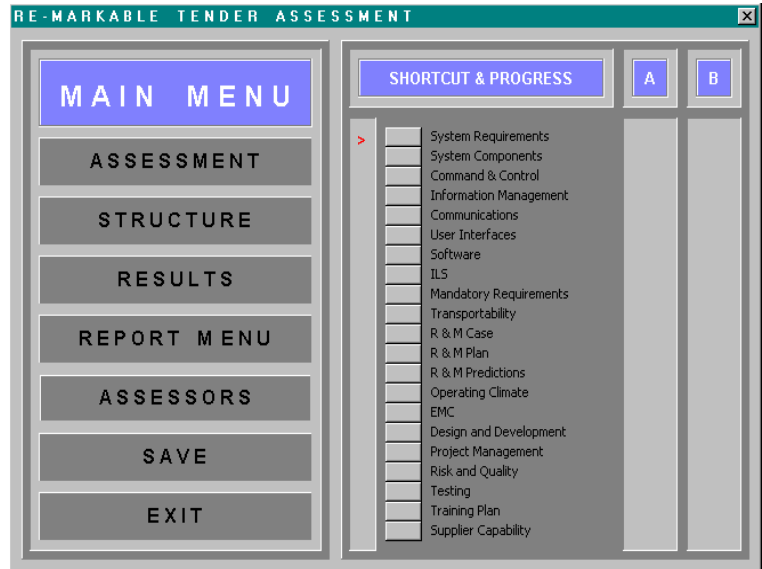 RE-MARKABLE TENDER ASSESSMENT
MAIN MENU
ASSESSMENT
STRUCTURE
RESULTS
REPORT MENU
ASSESSORS
SAVE
EXIT
SHORTCUT & PROGRESS
A
B
>
System Requirements
System Components
Command & Control
Information Management
Communications
User Interfaces
Software
ILS
Mandatory Requirements
Transportability
R & M Case
R & M Plan
R & M Predictions
Operating Climate
EMC
Design and Development
Project Management
Risk and Quality
Testing
Training Plan
Supplier Capability